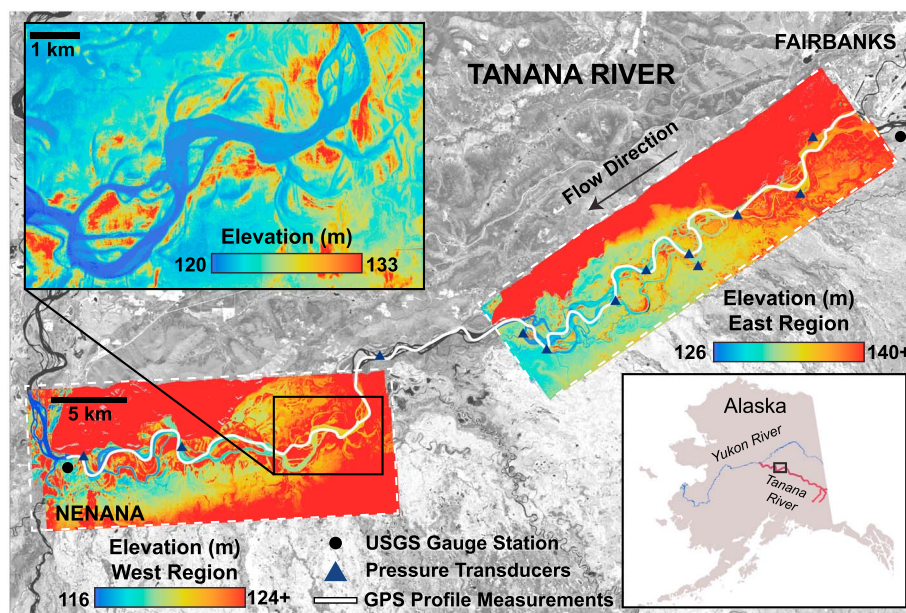 1 km
FAIRBANKS
TANANA RIVER
Flow Direction
Elevation (m)
120
133
Elevation (m)
East Region
126
140+
5 km
NENANA
Elevation (m)
West Region
116
124+
USGS Gauge Station
Pressure Transducers
GPS Profile Measurements
Alaska
Yukon River
Tanana
River